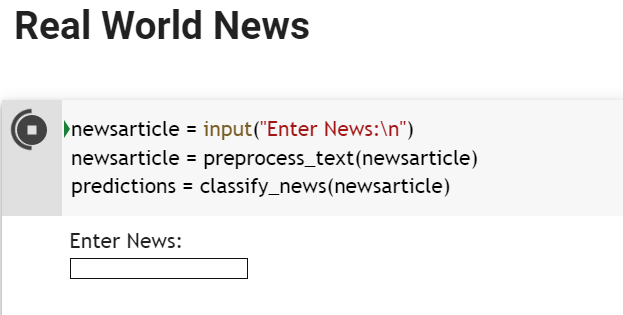 Real World News
newsarticle = input("Enter News:\n")
newsarticle = preprocess_text(newsarticle)
predictions = classify_news(newsarticle)
Enter News: